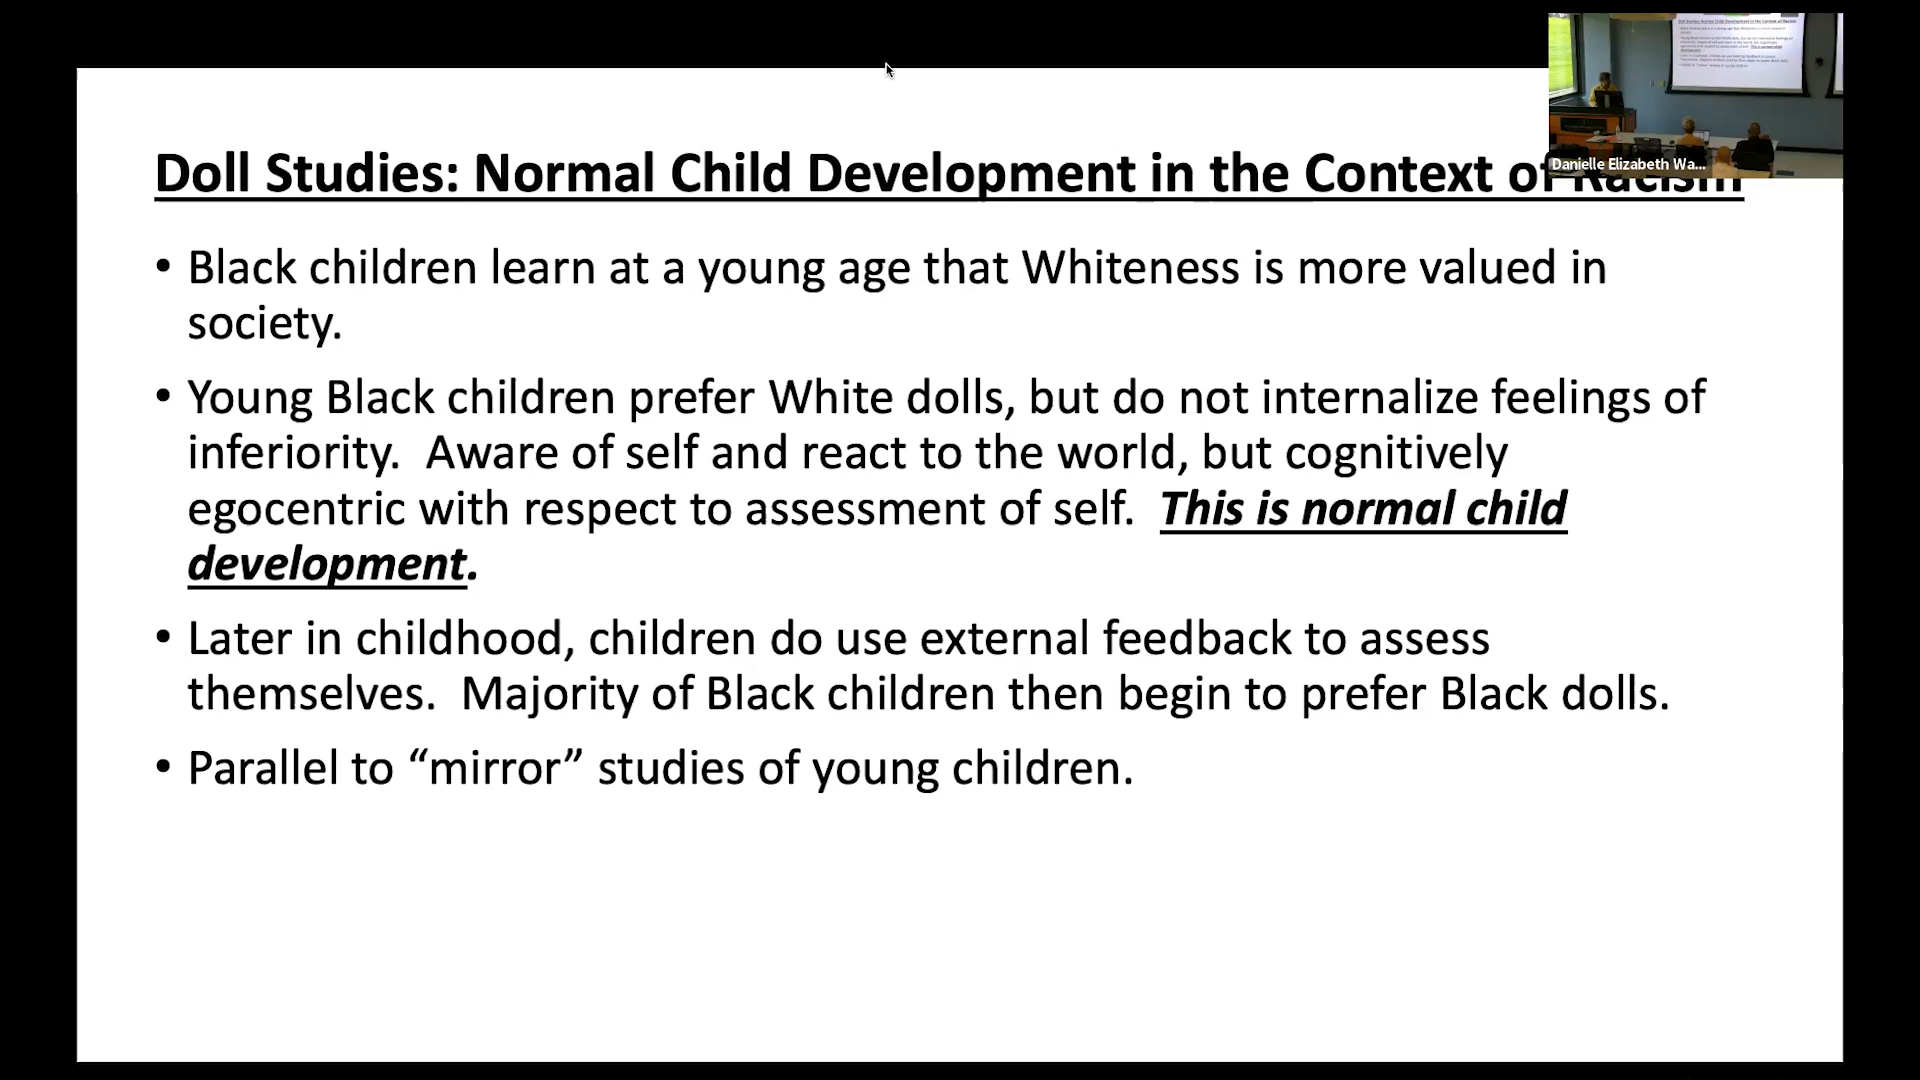 Doll Studies: Normal Child Development in the Context of Racism
• Black children learn at a young age that Whiteness is more valued in
society.
• Young Black children prefer White dolls, but do not internalize feelings of
inferiority.  Aware of self and react to the world, but cognitively
egocentric with respect to assessment of self.  This is normal child
development.
• Later in childhood, children do use external feedback to assess
themselves.  Majority of Black children then begin to prefer Black dolls.
• Parallel to “mirror” studies of young children.
Danielle Elizabeth Wa...